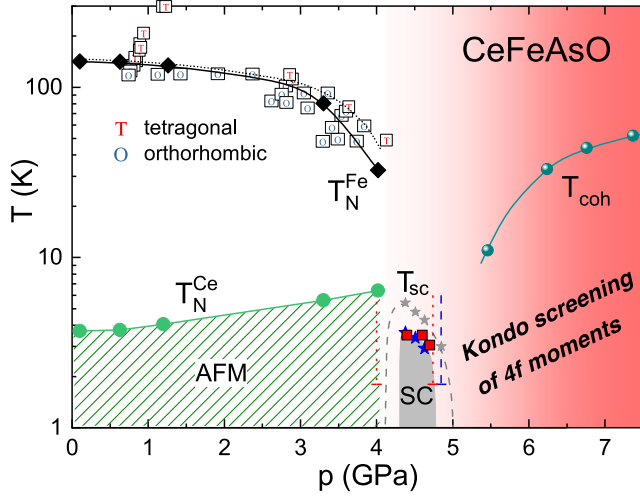 CeFeAsO
100
10
1
T (K)
T tetragonal
O orthorhombic
T_N^Fe
T_coh
T_N^Ce
T_sc
AFM
SC
Kondo screening
of 4f moments
0 1 2 3 4 5 6 7
p (GPa)